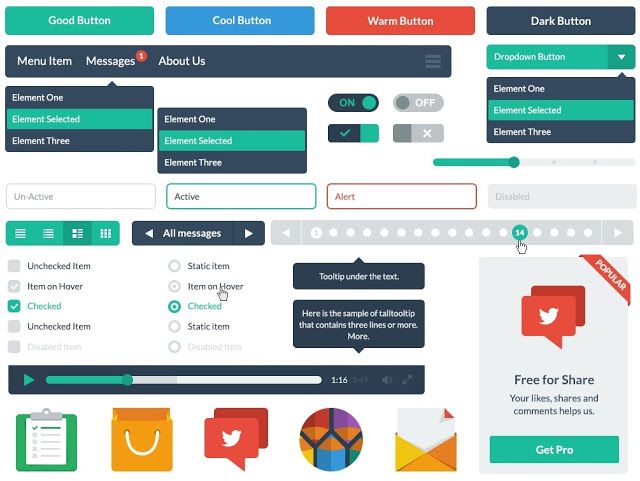 Good Button
Cool Button
Warm Button
Dark Button
Menu Item
Messages
1
About Us
Dropdown Button
Element One
Element Selected
Element Three
Element One
Element Selected
Element Three
ON
OFF
Element One
Element Selected
Element Three
Un-Active
Active
Alert
Disabled
All messages
1
14
Unchecked Item
Item on Hover
Checked
Unchecked Item
Disabled Item
Static item
Item on Hover
Checked
Static item
Disabled Item
Tooltip under the text.
Here is the sample of talltooltip
that contains three lines or more.
More.
POPULAR
Free for Share
Your likes, shares and
comments helps us.
Get Pro
1:16/3:49